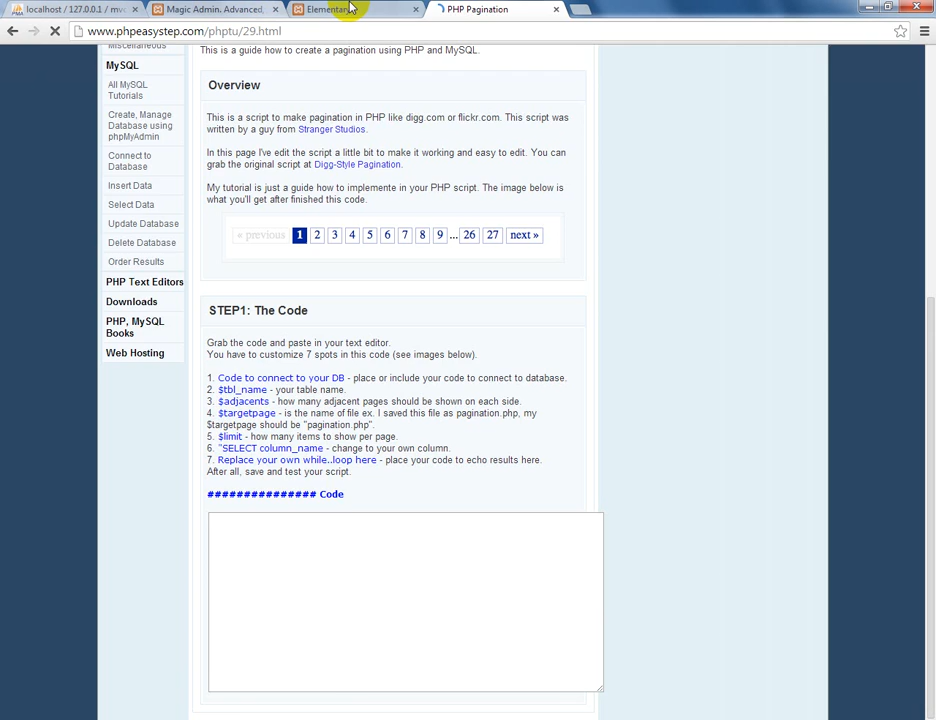 localhost / 127.0.0.1 / mvc
Magic Admin. Advanced,
Elementary
PHP Pagination
www.phpeasystep.com/phptu/29.html
Miscellaneous
MySQL
All MySQL
Tutorials
Create, Manage
Database using
phpMyAdmin
Connect to
Database
Insert Data
Select Data
Update Database
Delete Database
Order Results
PHP Text Editors
Downloads
PHP, MySQL
Books
Web Hosting
This is a guide how to create a pagination using PHP and MySQL.
Overview
This is a script to make pagination in PHP like digg.com or flickr.com. This script was
written by a guy from Stranger Studios.
In this page I've edit the script a little bit to make it working and easy to edit. You can
grab the original script at Digg-Style Pagination.
My tutorial is just a guide how to implemente in your PHP script. The image below is
what you'll get after finished this code.
« previous 1 2 3 4 5 6 7 8 9 ... 26 27 next »
STEP1: The Code
Grab the code and paste in your text editor.
You have to customize 7 spots in this code (see images below).
1. Code to connect to your DB - place or include your code to connect to database.
2. $tbl_name - your table name.
3. $adjacents - how many adjacent pages should be shown on each side.
4. $targetpage - is the name of file ex. I saved this file as pagination.php, my
$targetpage should be "pagination.php".
5. $limit - how many items to show per page.
6. "SELECT column_name - change to your own column.
7. Replace your own while..loop here - place your code to echo results here.
After all, save and test your script.
############### Code